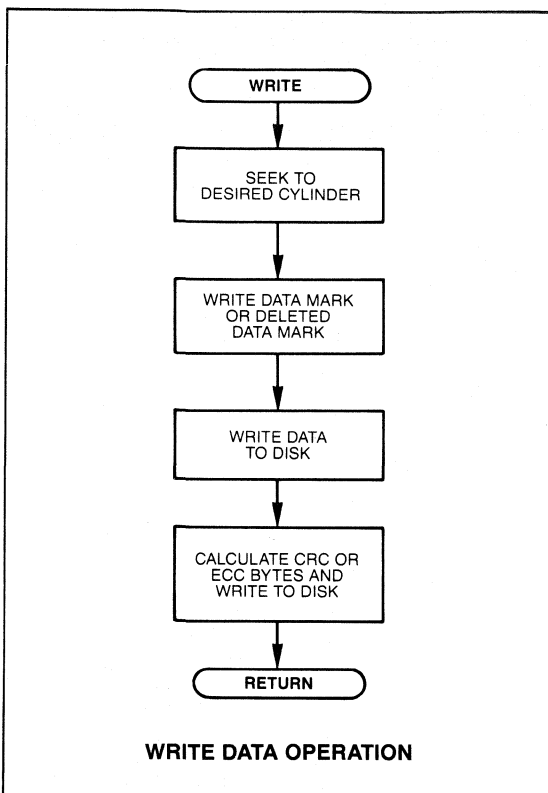 WRITE
SEEK TO
DESIRED CYLINDER
WRITE DATA MARK
OR DELETED
DATA MARK
WRITE DATA
TO DISK
CALCULATE CRC OR
ECC BYTES AND
WRITE TO DISK
RETURN
WRITE DATA OPERATION